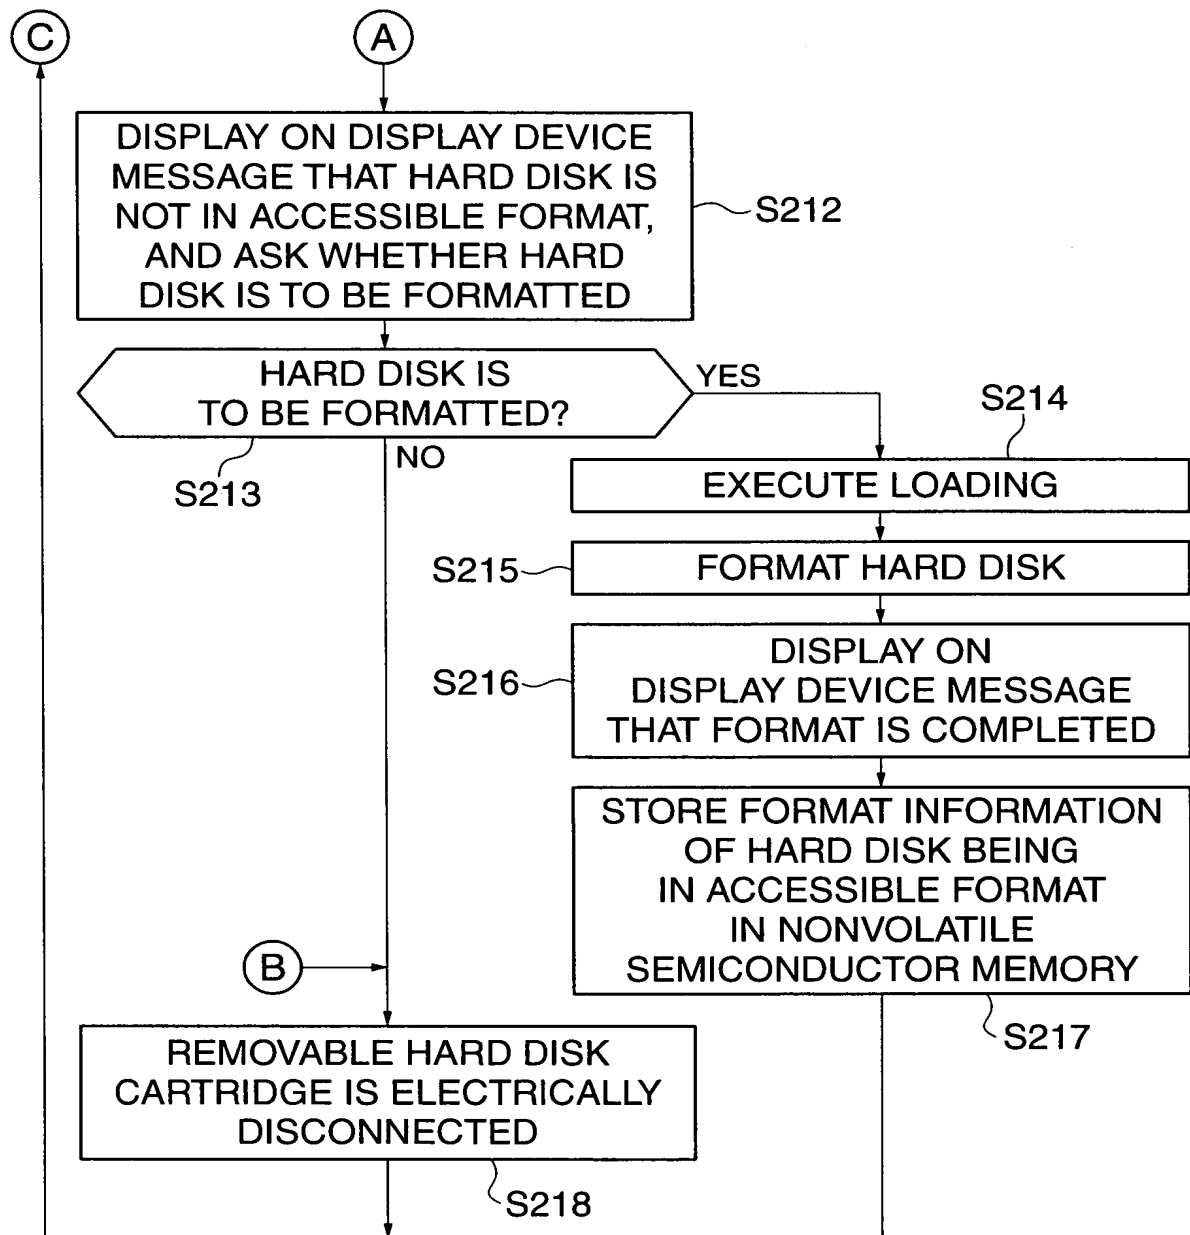 C
A
DISPLAY ON DISPLAY DEVICE
MESSAGE THAT HARD DISK IS
NOT IN ACCESSIBLE FORMAT,
AND ASK WHETHER HARD
DISK IS TO BE FORMATTED
S212
HARD DISK IS
TO BE FORMATTED?
YES
NO
S213
S214
EXECUTE LOADING
S215
FORMAT HARD DISK
S216
DISPLAY ON
DISPLAY DEVICE MESSAGE
THAT FORMAT IS COMPLETED
STORE FORMAT INFORMATION
OF HARD DISK BEING
IN ACCESSIBLE FORMAT
IN NONVOLATILE
SEMICONDUCTOR MEMORY
S217
B
REMOVABLE HARD DISK
CARTRIDGE IS ELECTRICALLY
DISCONNECTED
S218